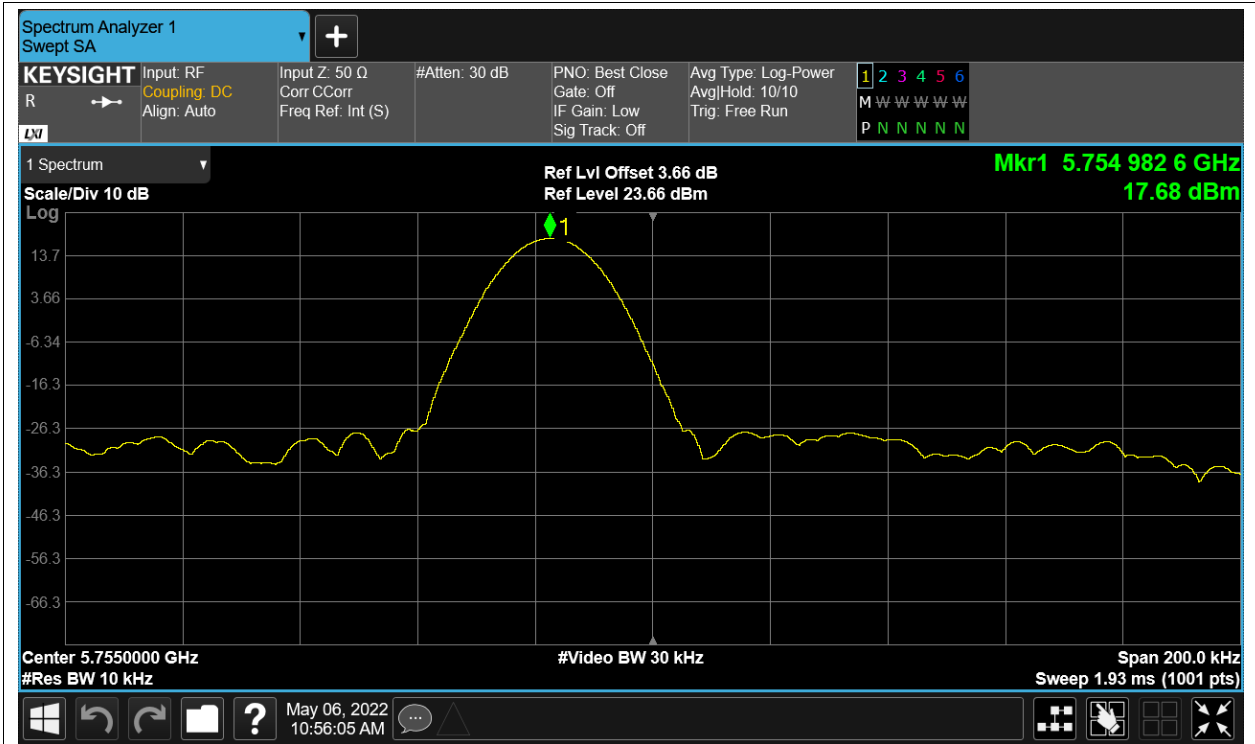 Spectrum Analyzer 1
Swept SA
KEYSIGHT
R
LXI
Input: RF
Coupling: DC
Align: Auto
Input Z: 50 Ω
Corr CCorr
Freq Ref: Int (S)
#Atten: 30 dB
PNO: Best Close
Gate: Off
IF Gain: Low
Sig Track: Off
Avg Type: Log-Power
Avg|Hold: 10/10
Trig: Free Run
1 2 3 4 5 6
M W W W W W
P N N N N N
1 Spectrum
Scale/Div 10 dB
Log
Ref Lvl Offset 3.66 dB
Ref Level 23.66 dBm
Mkr1 5.754 982 6 GHz
17.68 dBm
1
13.7
3.66
-6.34
-16.3
-26.3
-36.3
-46.3
-56.3
-66.3
Center 5.7550000 GHz
#Res BW 10 kHz
#Video BW 30 kHz
Span 200.0 kHz
Sweep 1.93 ms (1001 pts)
?
May 06, 2022
10:56:05 AM